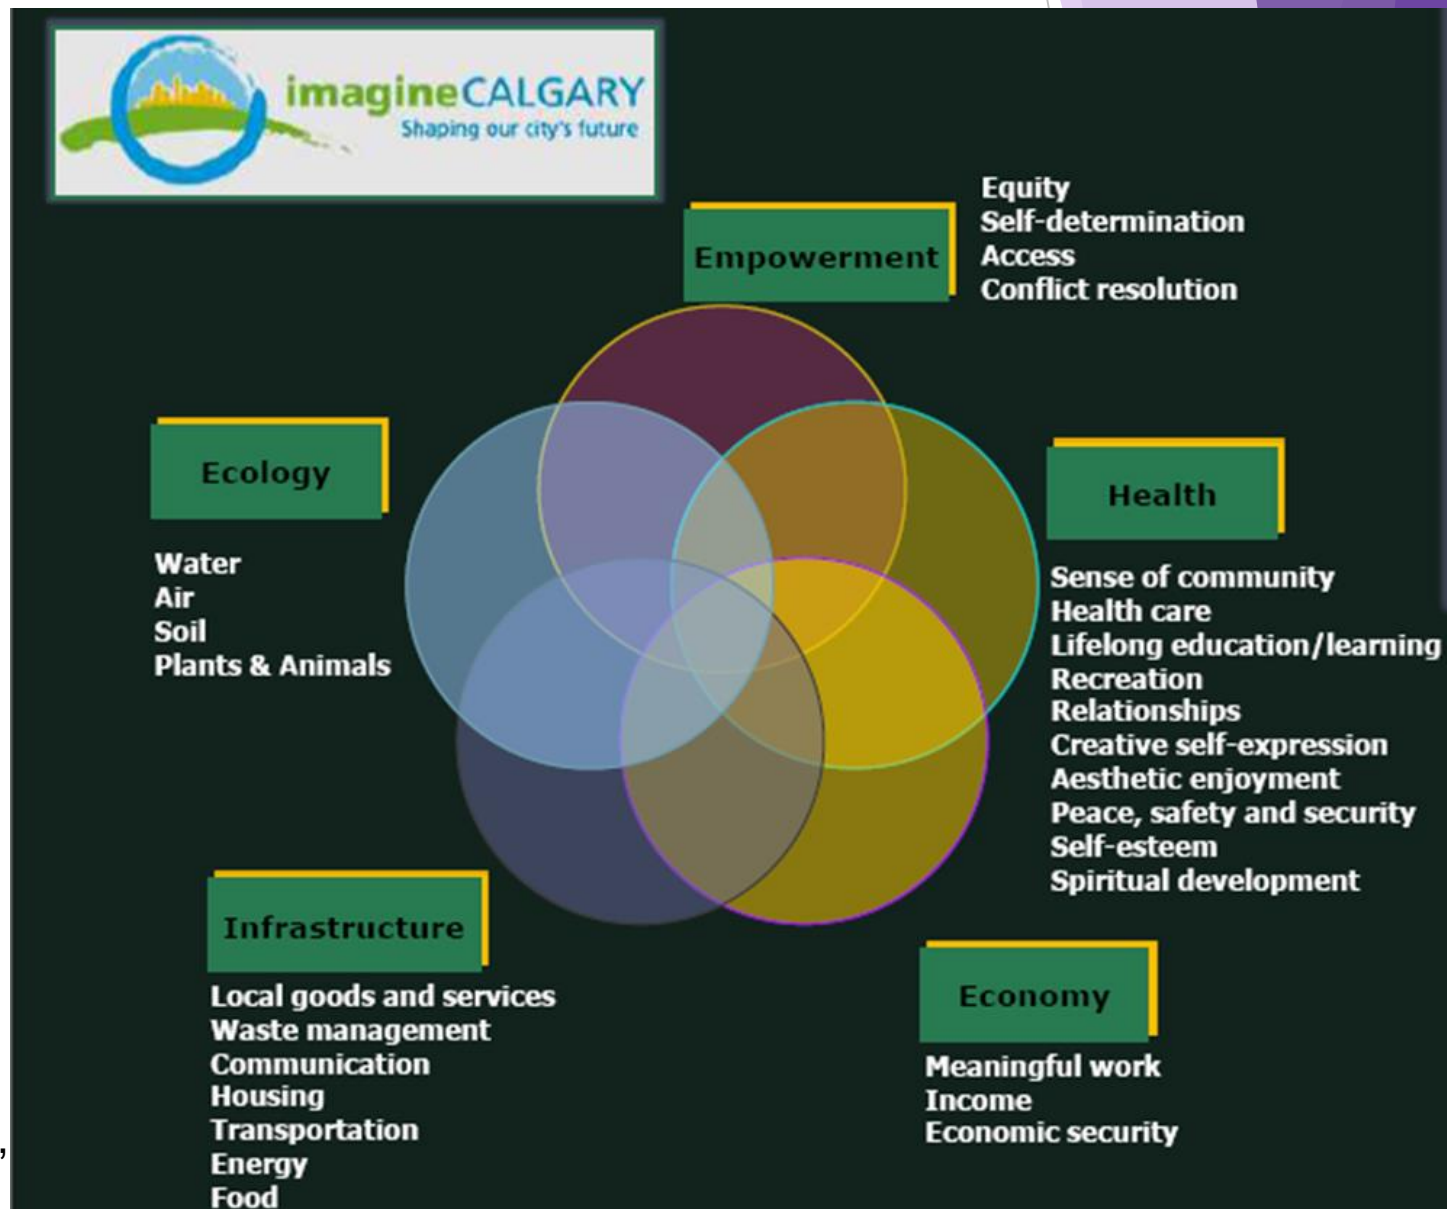 imagineCALGARY
Shaping our city's future
Empowerment
Equity
Self-determination
Access
Conflict resolution
Ecology
Water
Air
Soil
Plants & Animals
Health
Sense of community
Health care
Lifelong education/learning
Recreation
Relationships
Creative self-expression
Aesthetic enjoyment
Peace, safety and security
Self-esteem
Spiritual development
Infrastructure
Local goods and services
Waste management
Communication
Housing
Transportation
Energy
Food
Economy
Meaningful work
Income
Economic security
,